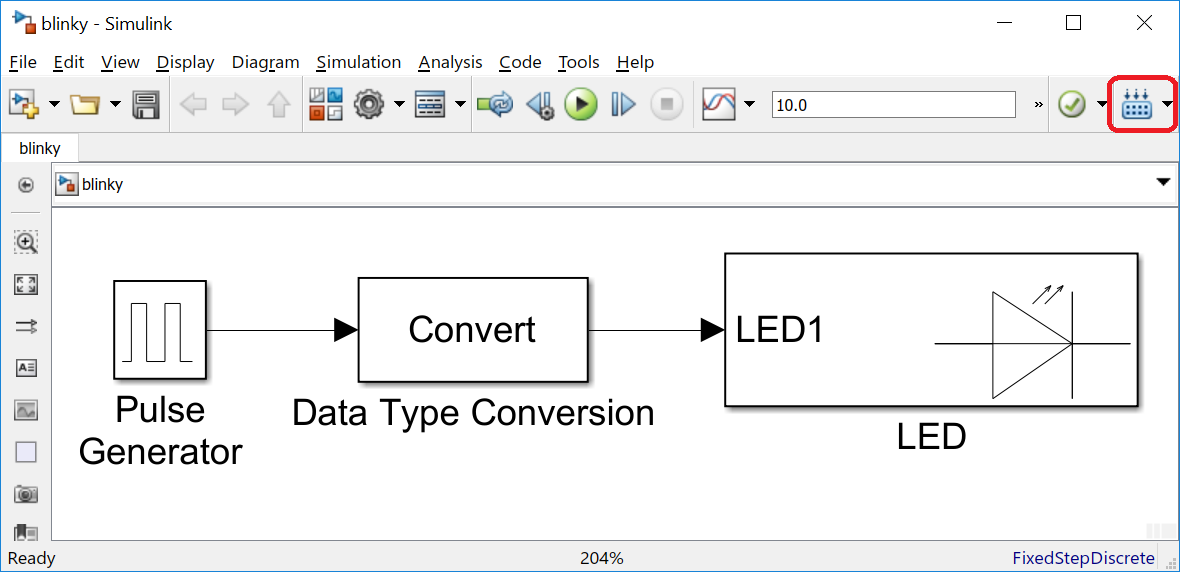 blinky - Simulink
File Edit View Display Diagram Simulation Analysis Code Tools Help
10.0 »
blinky
blinky
Convert
LED1
Pulse
Generator
Data Type Conversion
LED
Ready 204% FixedStepDiscrete